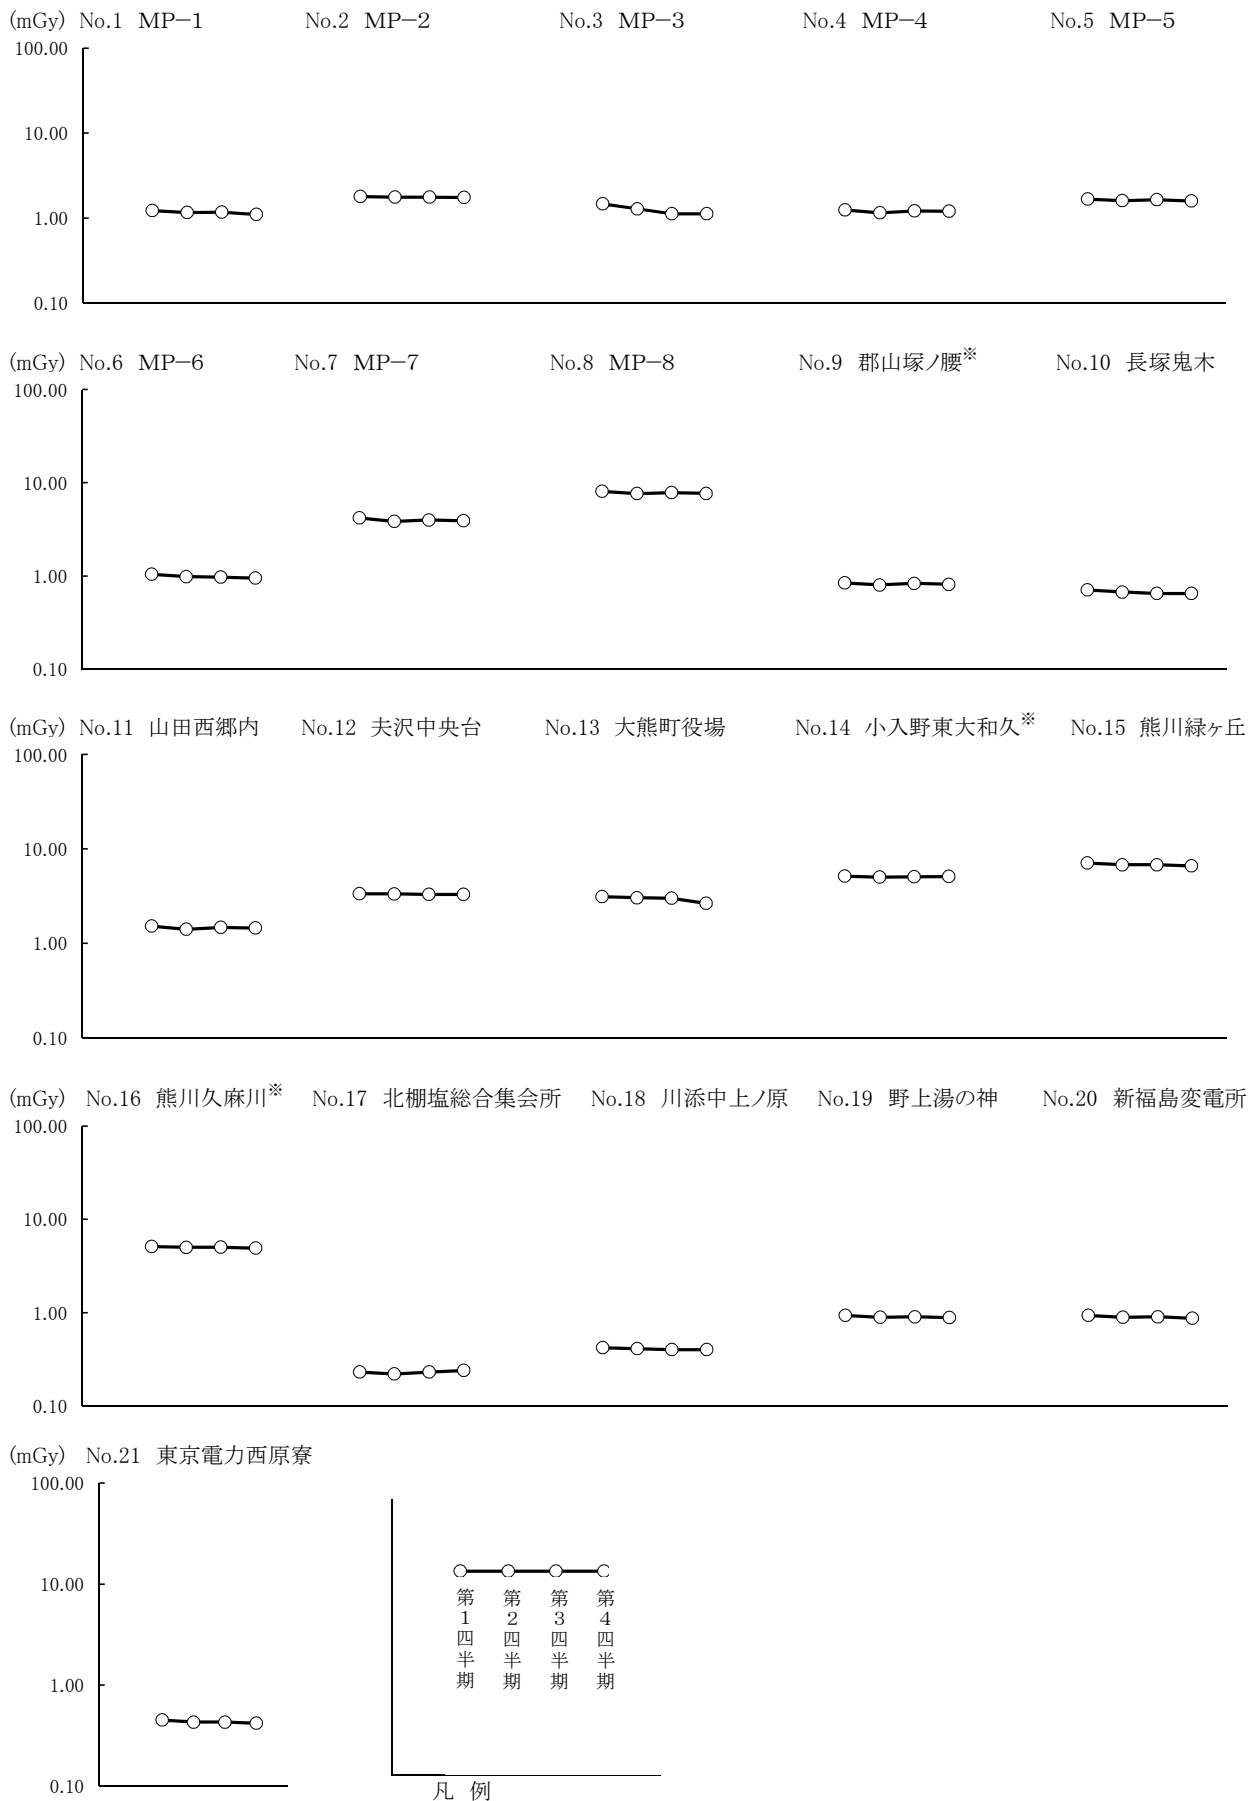 (mGy) No.1 MP−1 No.2 MP−2 No.3 MP−3 No.4 MP−4 No.5 MP−5
100.00
10.00
1.00
0.10
(mGy) No.6 MP−6 No.7 MP−7 No.8 MP−8 No.9 郡山塚ノ腰※ No.10 長塚鬼木
100.00
10.00
1.00
0.10
(mGy) No.11 山田西郷内 No.12 夫沢中央台 No.13 大熊町役場 No.14 小入野東大和久※ No.15 熊川緑ヶ丘
100.00
10.00
1.00
0.10
(mGy) No.16 熊川久麻川※ No.17 北棚塩総合集会所 No.18 川添中上ノ原 No.19 野上湯の神 No.20 新福島変電所
100.00
10.00
1.00
0.10
(mGy) No.21 東京電力西原寮
100.00
10.00
1.00
0.10
第1四半期
第2四半期
第3四半期
第4四半期
凡 例